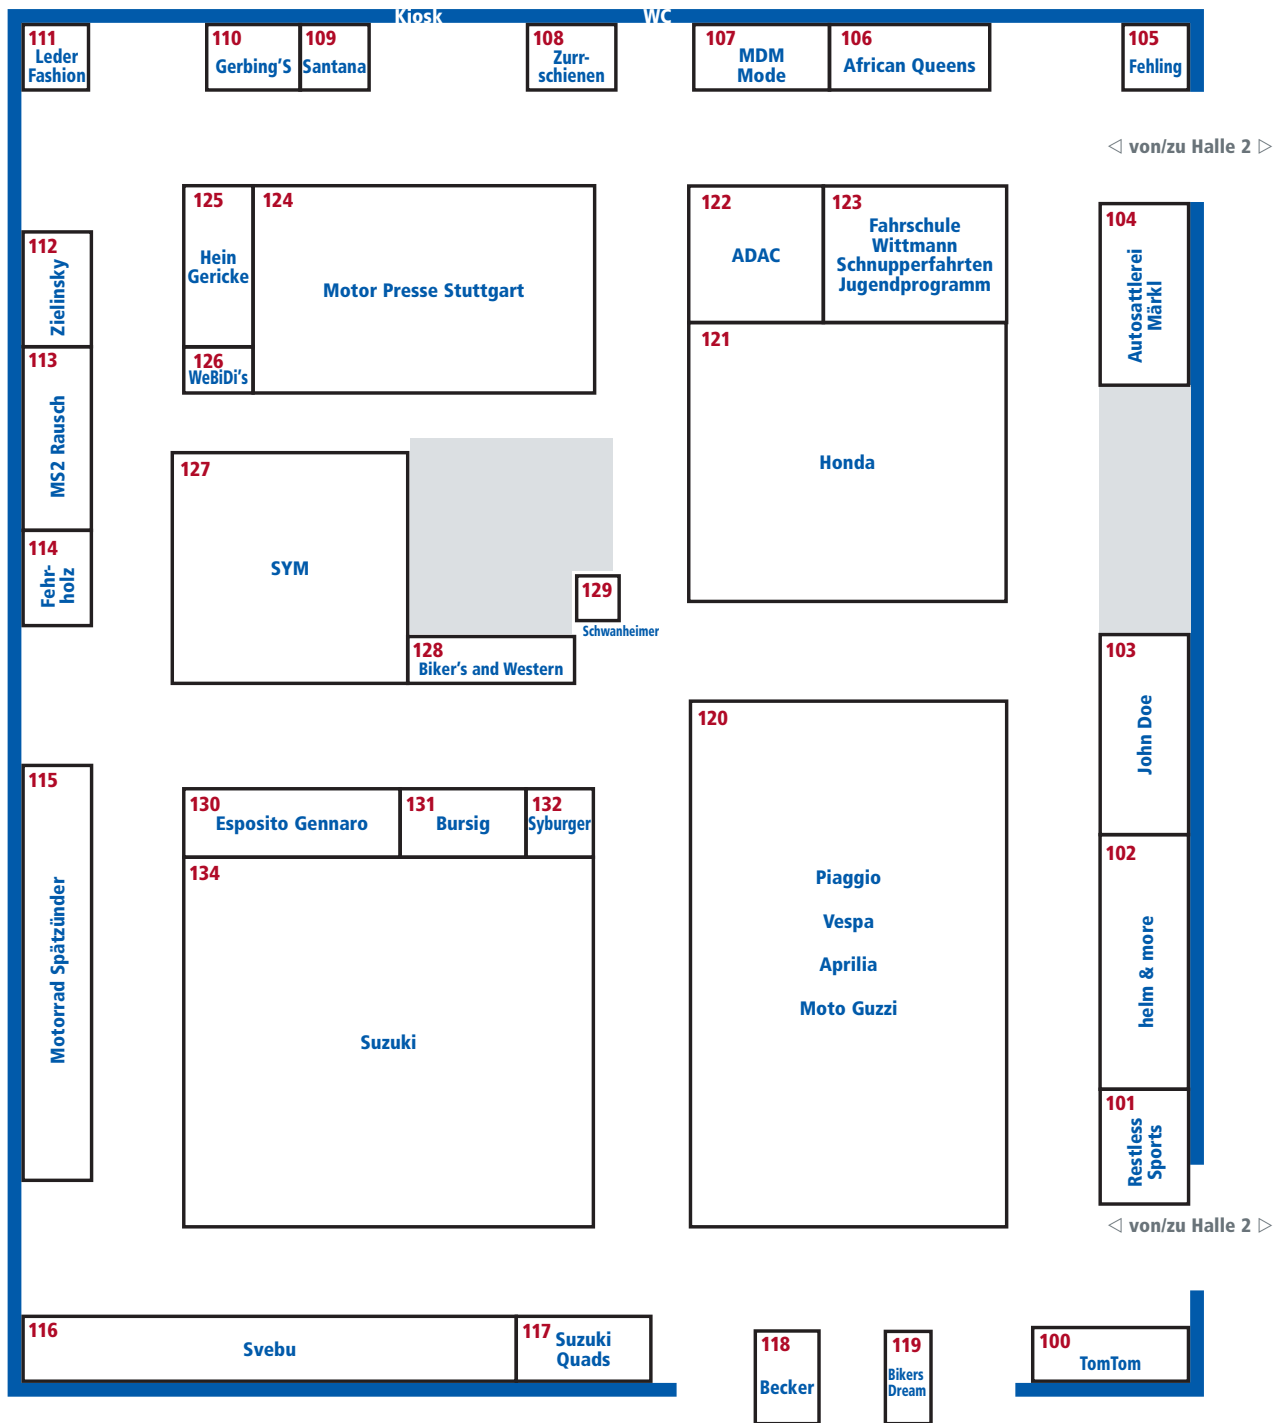 Kiosk
WC
111
Leder
Fashion
110
Gerbing'S
109
Santana
108
Zurr-
schienen
107
MDM
Mode
106
African Queens
105
Fehling
◁ von/zu Halle 2 ▷
125
Hein
Gericke
124
Motor Presse Stuttgart
122
ADAC
123
Fahrschule
Wittmann
Schnupperfahrten
Jugendprogramm
104
Autosattlerei
Märkl
112
Zielinsky
126
WeBiDi's
121
Honda
113
MS2 Rausch
127
SYM
114
Fehr-
holz
129
Schwanheimer
128
Biker's and Western
103
John Doe
120
Piaggio
Vespa
Aprilia
Moto Guzzi
115
Motorrad Spätzünder
130
Esposito Gennaro
131
Bursig
132
Syburger
134
Suzuki
102
helm & more
101
Restless
Sports
◁ von/zu Halle 2 ▷
116
Svebu
117
Suzuki
Quads
118
Becker
119
Bikers
Dream
100
TomTom